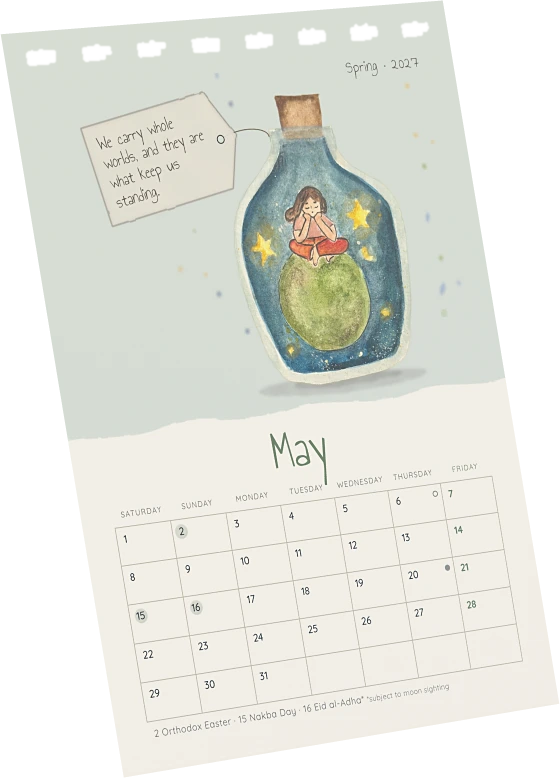 Spring · 2027
We carry whole
worlds, and they are
what keep us
standing.
May
SATURDAY SUNDAY MONDAY TUESDAY WEDNESDAY THURSDAY FRIDAY
1 2 3 4 5 6 7
8 9 10 11 12 13 14
15 16 17 18 19 20 21
22 23 24 25 26 27 28
29 30 31
2 Orthodox Easter · 15 Nakba Day · 16 Eid al-Adha* *subject to moon sighting